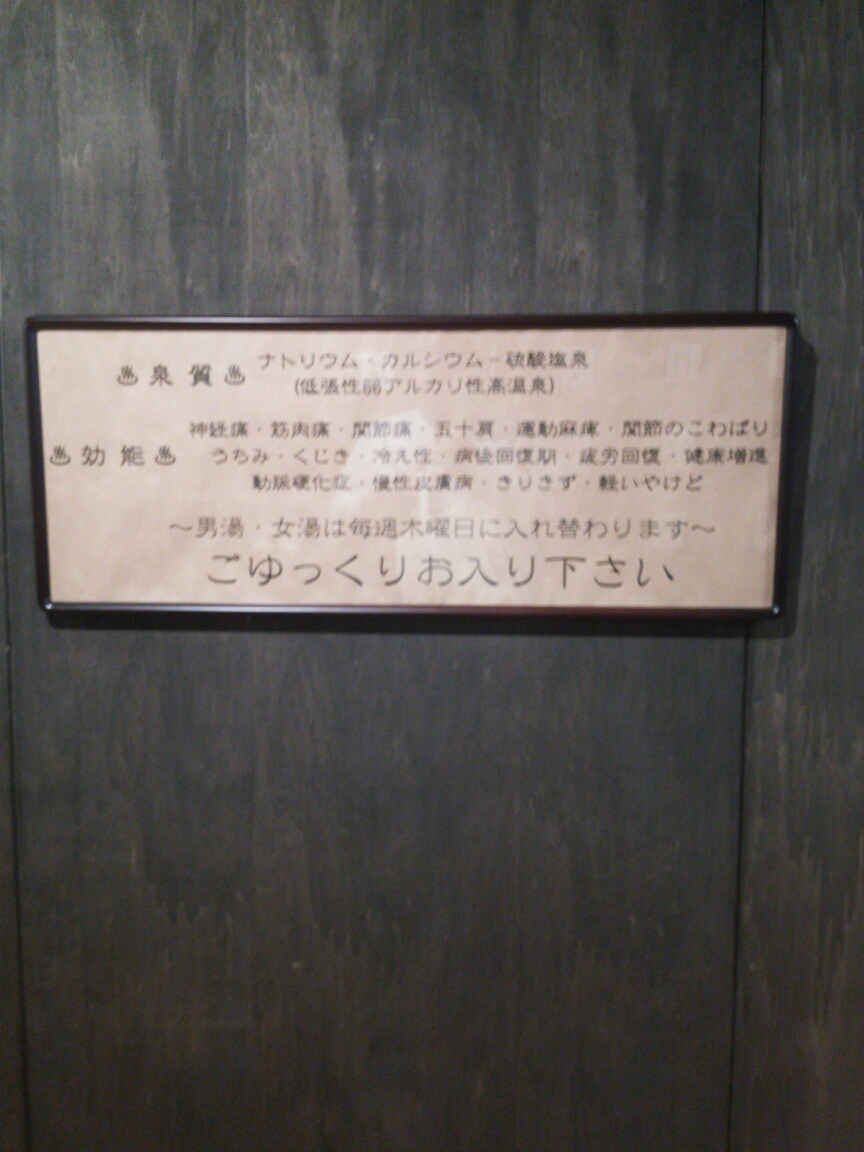 ♨泉質♨ ナトリウム・カルシウム－硫酸塩泉
(低張性弱アルカリ性高温泉)
神経痛・筋肉痛・関節痛・五十肩・運動麻痺・関節のこわばり
♨効能♨ うちみ・くじき・冷え性・病後回復期・疲労回復・健康増進
動脈硬化症・慢性皮膚病・きりきず・軽いやけど
～男湯・女湯は毎週木曜日に入れ替わります～
ごゆっくりお入り下さい